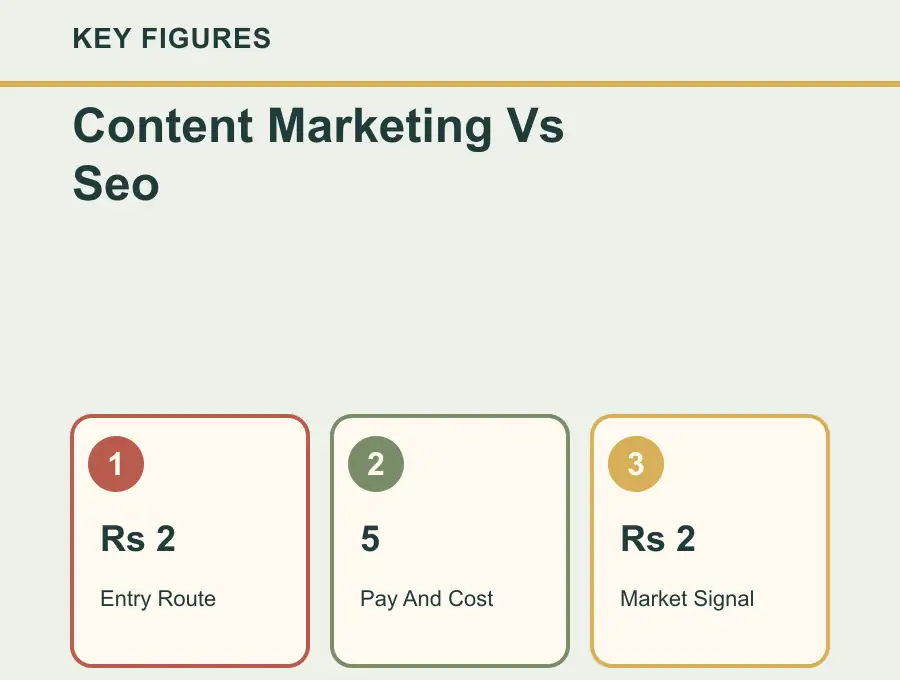 KEY FIGURES
Content Marketing Vs
Seo
1
2
3
Rs 2
5
Rs 2
Entry Route
Pay And Cost
Market Signal